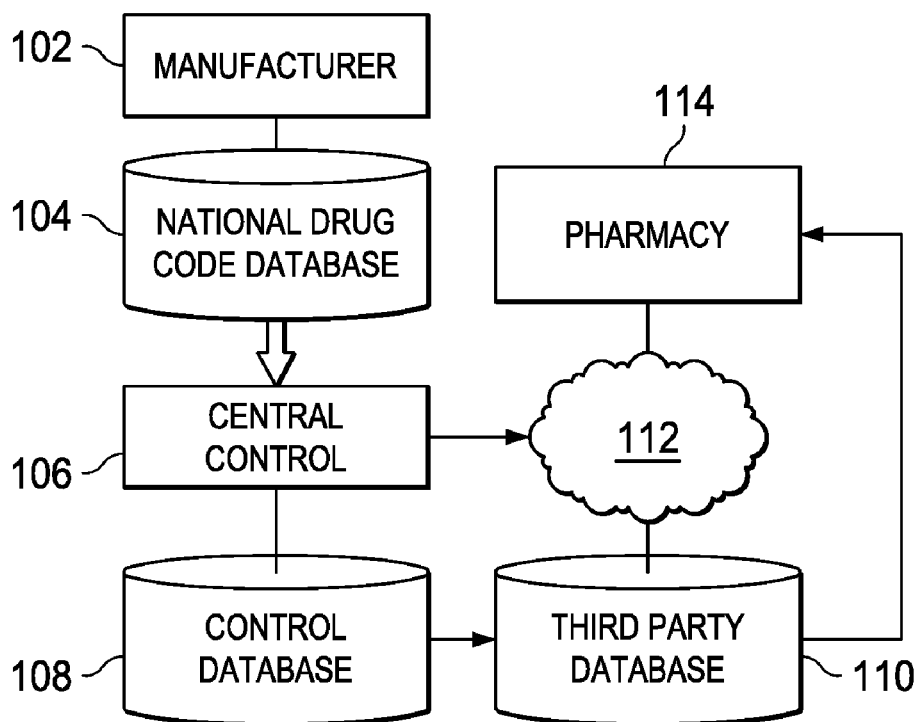 102
MANUFACTURER
114
104
NATIONAL DRUG
CODE DATABASE
PHARMACY
106
CENTRAL
CONTROL
112
108
CONTROL
DATABASE
THIRD PARTY
DATABASE
110